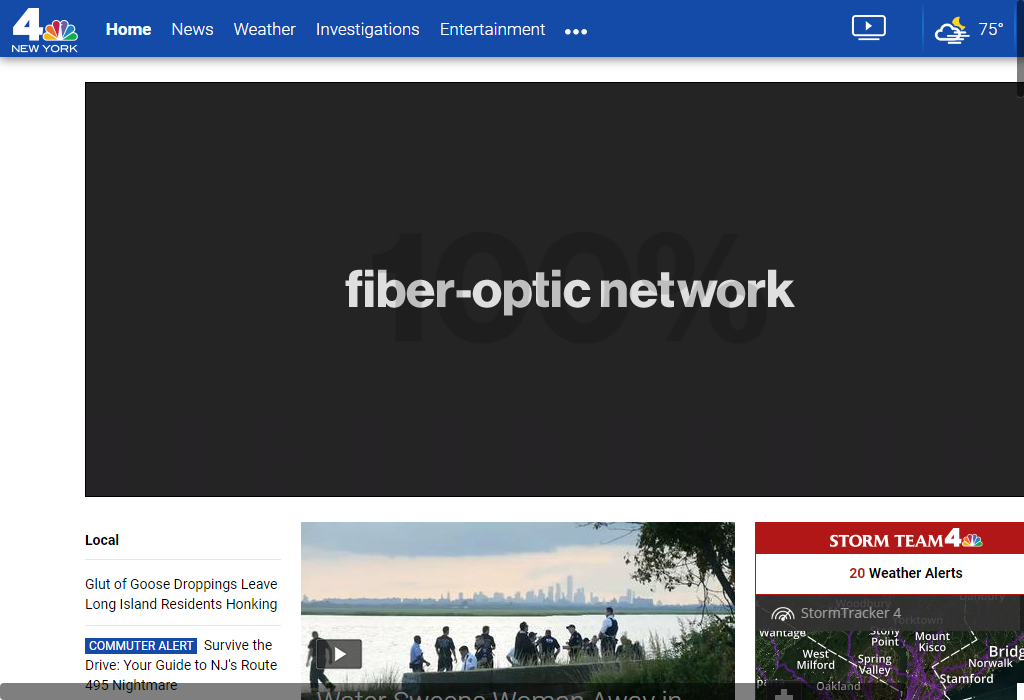 4
NEW YORK
Home
News
Weather
Investigations
Entertainment
75°
100%
fiber-optic network
Local
Glut of Goose Droppings Leave
Long Island Residents Honking
COMMUTER ALERT Survive the
Drive: Your Guide to NJ's Route
495 Nightmare
Water Sweeps Woman Away in
STORM TEAM 4
20 Weather Alerts
StormTracker 4
Woodbury
Danbury
Yorktown
Wantage
Stony
Point
Mount
Kisco
West
Milford
Spring
Valley
Norwalk
Stamford
Oakland